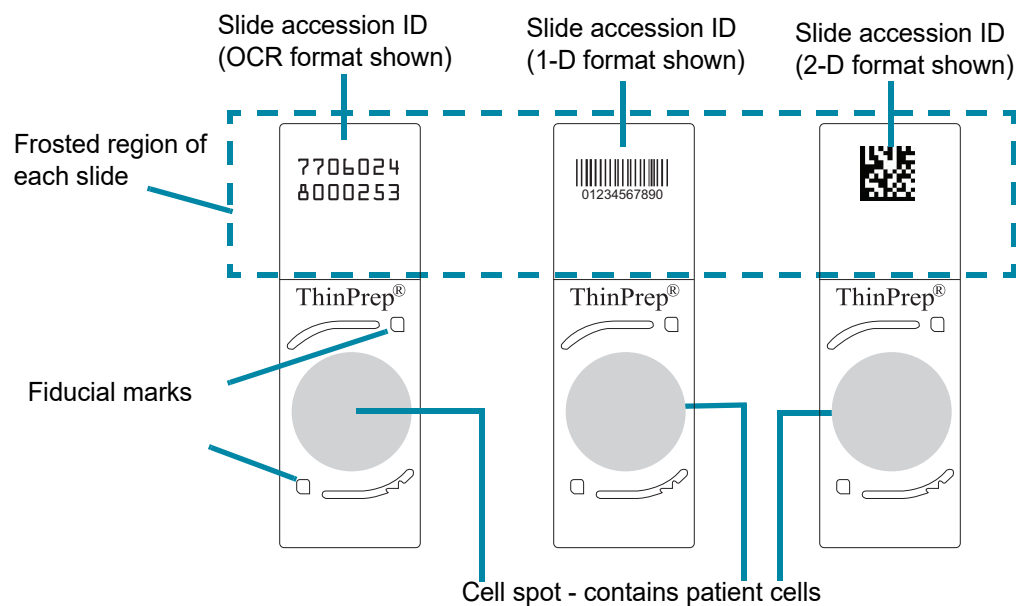 Slide accession ID
(OCR format shown)
Slide accession ID
(1-D format shown)
Slide accession ID
(2-D format shown)
Frosted region of
each slide
7706024
8000253
01234567890
ThinPrep®
ThinPrep®
ThinPrep®
Fiducial marks
Cell spot - contains patient cells